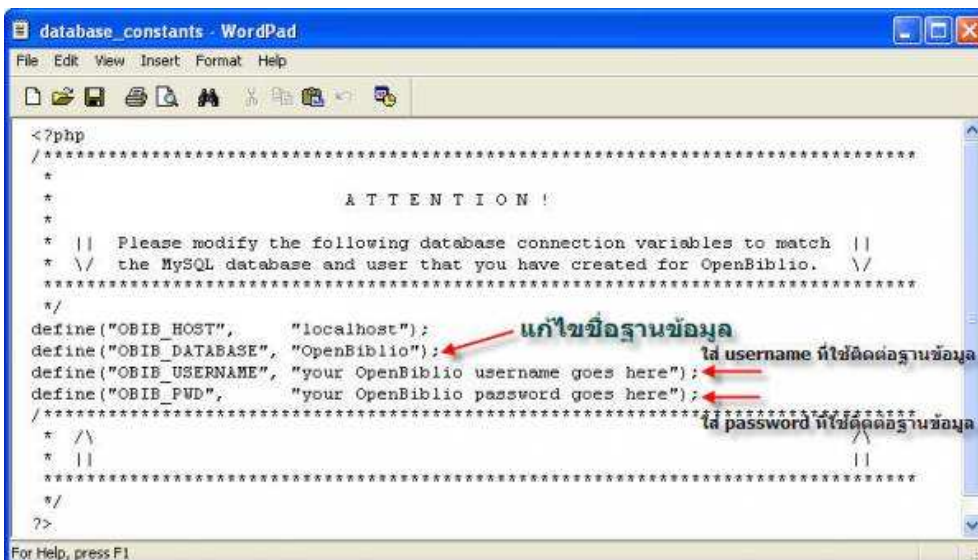 database_constants - WordPad
File Edit View Insert Format Help
<?php
/*********************************************************************************
*
* A T T E N T I O N !
*
* || Please modify the following database connection variables to match ||
* \/ the MySQL database and user that you have created for OpenBiblio. \/
*********************************************************************************
*/
define("OBIB_HOST", "localhost");
แก้ไขชื่อฐานข้อมูล
define("OBIB_DATABASE", "OpenBiblio");
ใส่ username ที่ใช้ติดต่อฐานข้อมูล
define("OBIB_USERNAME", "your OpenBiblio username goes here");
define("OBIB_PWD", "your OpenBiblio password goes here");
/*********************************************************************************
ใส่ password ที่ใช้ติดต่อฐานข้อมูล
* /\ /\
* || ||
*********************************************************************************
*/
?>
For Help, press F1